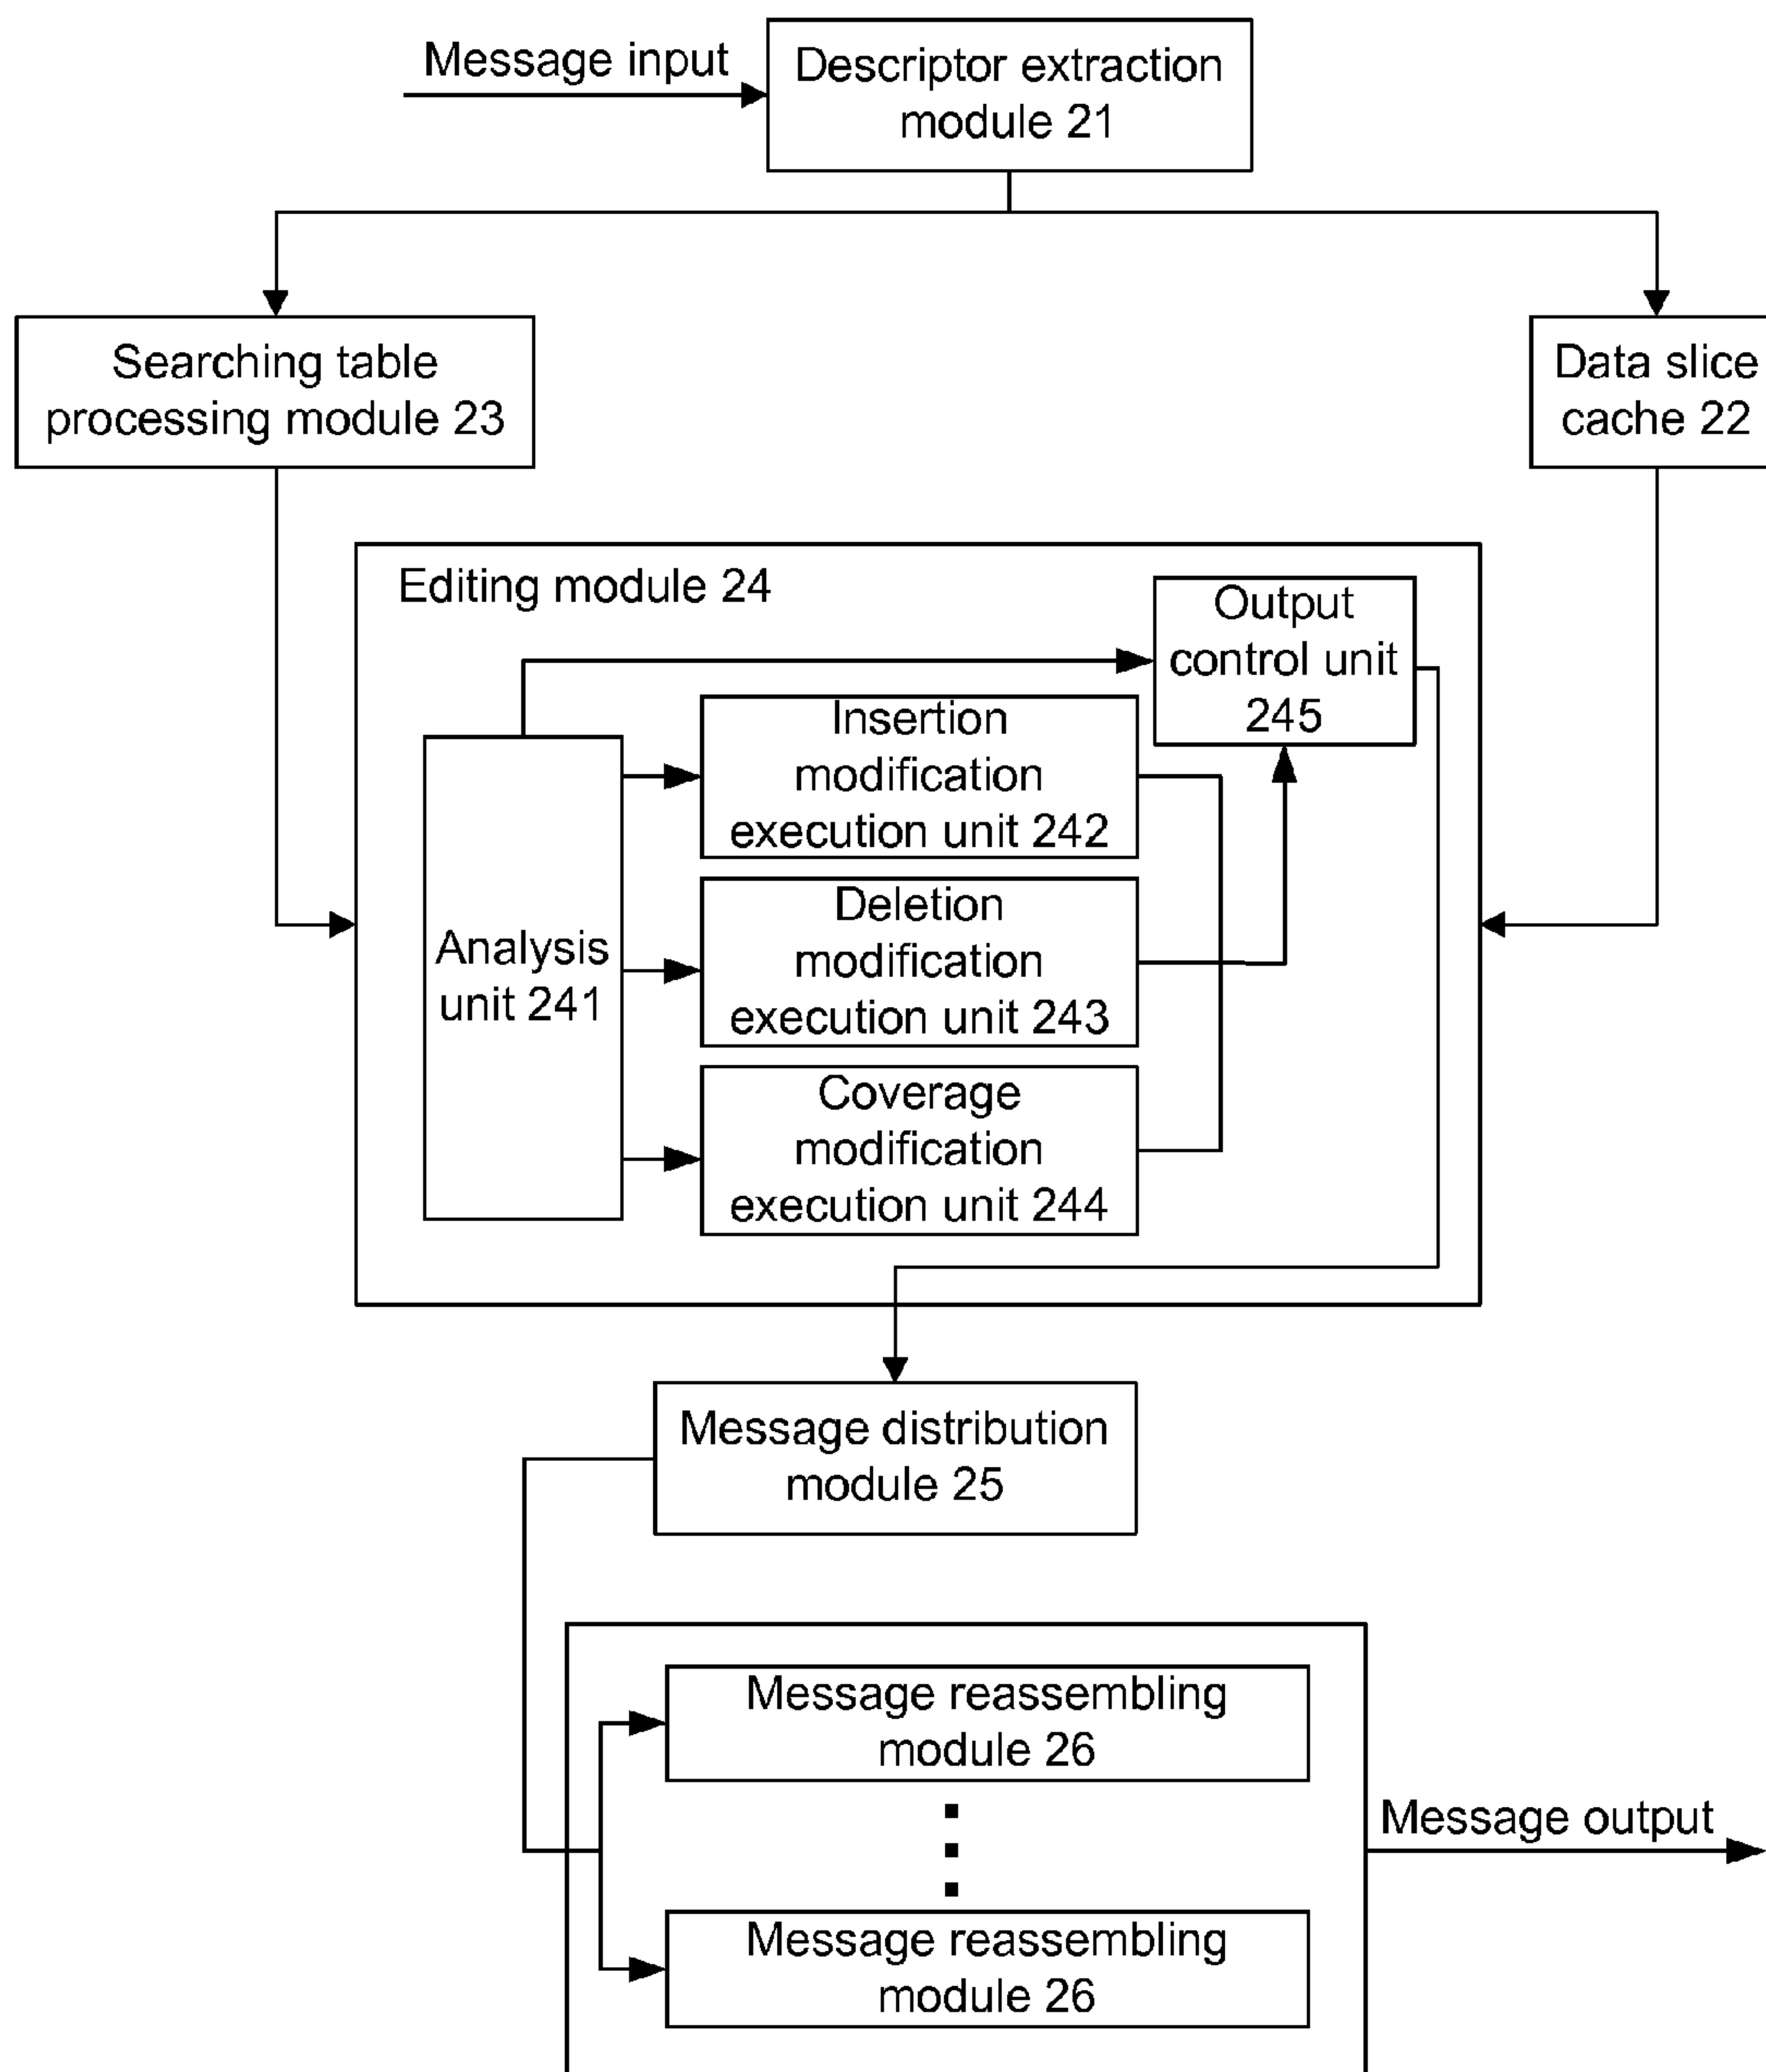 Message input
Descriptor extraction
module 21
Searching table
processing module 23
Data slice
cache 22
Editing module 24
Output
control unit
245
Insertion
modification
execution unit 242
Analysis
unit 241
Deletion
modification
execution unit 243
Coverage
modification
execution unit 244
Message distribution
module 25
Message reassembling
module 26
Message output
Message reassembling
module 26